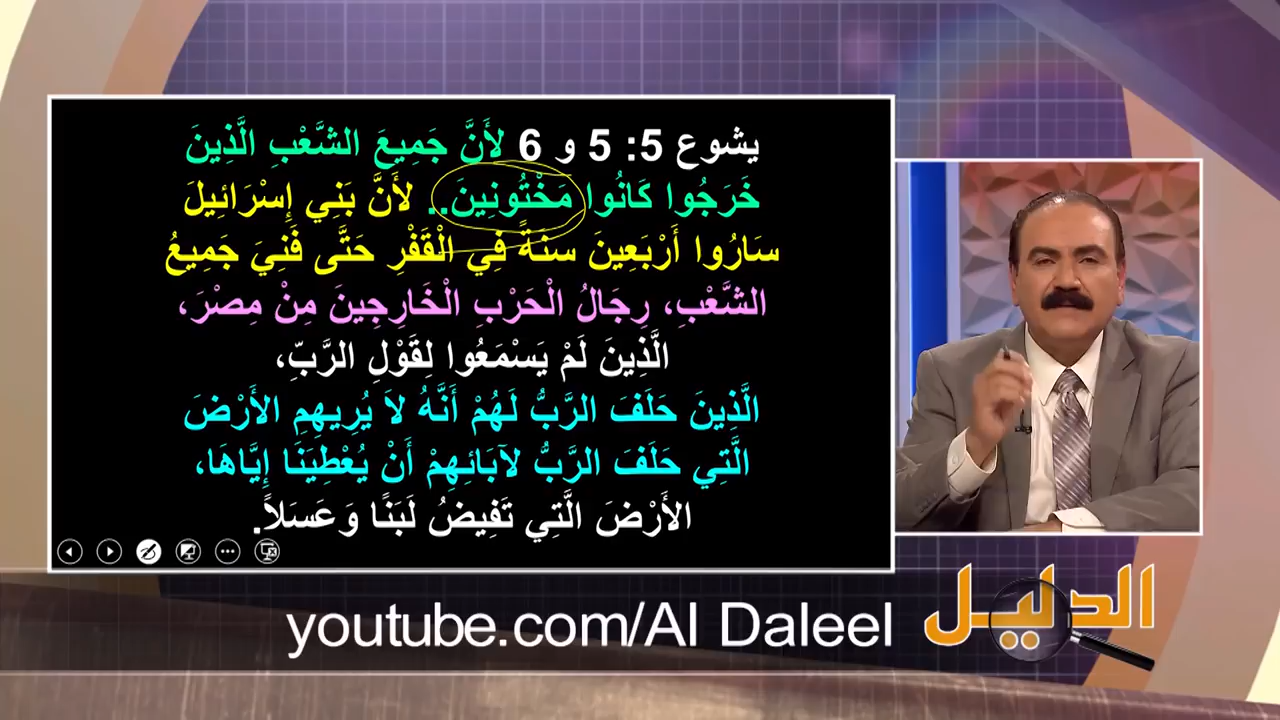 يشوع 5: 5 و 6 لأَنَّ جَمِيعَ الشَّعْبِ الَّذِينَ
خَرَجُوا كَانُوا مَخْتُونِينَ.. لأَنَّ بَنِي إِسْرَائِيلَ
سَارُوا أَرْبَعِينَ سنَةً فِي الْقَفْرِ حَتَّى فَنِيَ جَمِيعُ
الشَّعْبِ، رِجَالُ الْحَرْبِ الْخَارِجِينَ مِنْ مِصْرَ،
الَّذِينَ لَمْ يَسْمَعُوا لِقَوْلِ الرَّبِّ،
الَّذِينَ حَلَفَ الرَّبُّ لَهُمْ أَنَّهُ لاَ يُرِيهِمِ الأَرْضَ
الَّتِي حَلَفَ الرَّبُّ لآبَائِهِمْ أَنْ يُعْطِيَنَا إِيَّاهَا،
الأَرْضَ الَّتِي تَفِيضُ لَبَنًا وَعَسَلاً.
الدليل
youtube.com/Al Daleel